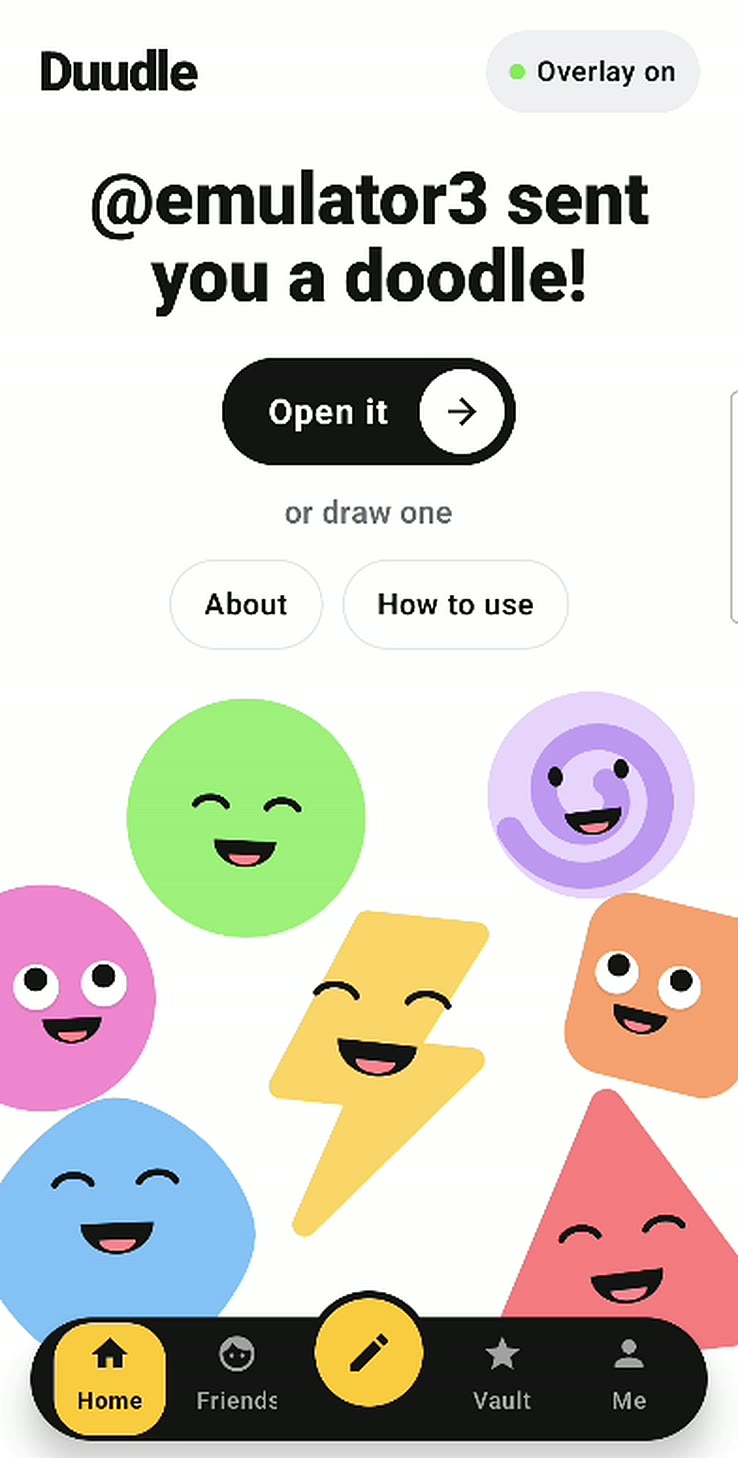 Duudle
Overlay on
@emulator3 sent
you a doodle!
Open it
or draw one
About
How to use
Home
Friends
Vault
Me